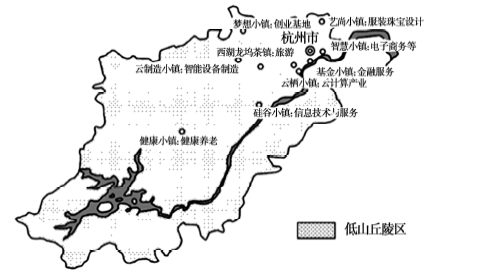 梦想小镇:创业基地
艺尚小镇:服装珠宝设计
杭州市
智慧小镇:电子商务等
西湖龙坞茶镇:旅游
云制造小镇:智能设备制造
基金小镇:金融服务
云栖小镇:云计算产业
硅谷小镇:信息技术与服务
健康小镇:健康养老
低山丘陵区